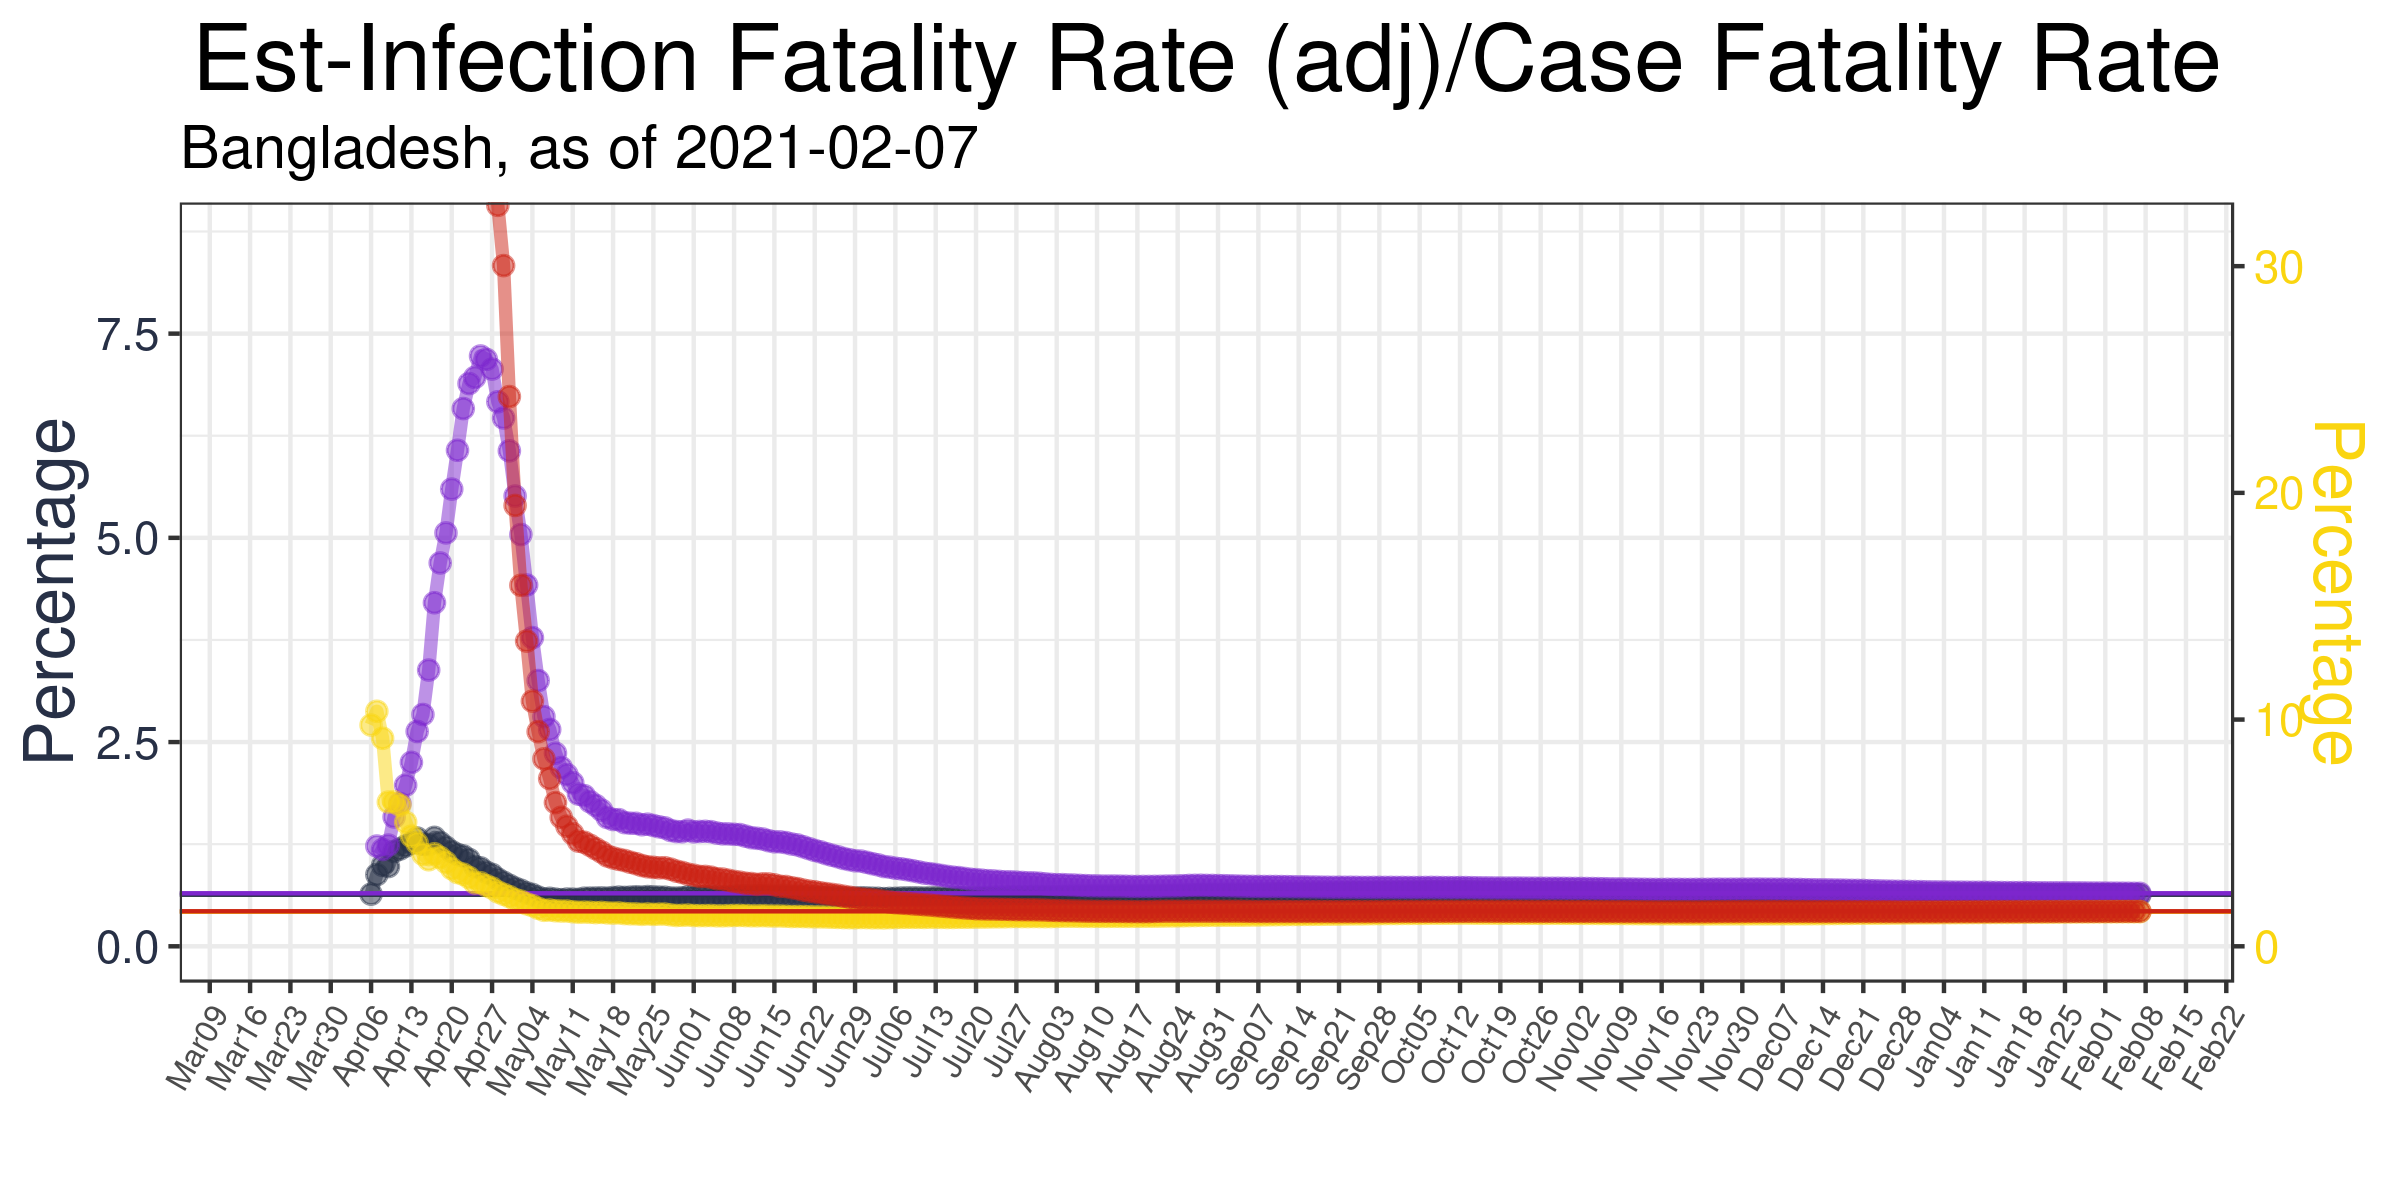 Est-Infection Fatality Rate (adj)/Case Fatality Rate
Bangladesh, as of 2021-02-07
Percentage
7.5
5.0
2.5
0.0
30
20
10
0
Percentage
Mar09
Mar16
Mar23
Mar30
Apr06
Apr13
Apr20
Apr27
May04
May11
May18
May25
Jun01
Jun08
Jun15
Jun22
Jun29
Jul06
Jul13
Jul20
Jul27
Aug03
Aug10
Aug17
Aug24
Aug31
Sep07
Sep14
Sep21
Sep28
Oct05
Oct12
Oct19
Oct26
Nov02
Nov09
Nov16
Nov23
Nov30
Dec07
Dec14
Dec21
Dec28
Jan04
Jan11
Jan18
Jan25
Feb01
Feb08
Feb15
Feb22